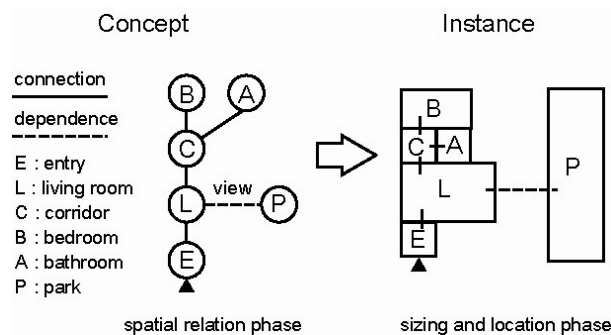 Concept
Instance
connection
dependence
E : entry
L : living room
C : corridor
B : bedroom
A : bathroom
P : park
B
A
C
L
view
P
E
B
C
A
L
P
E
spatial relation phase
sizing and location phase